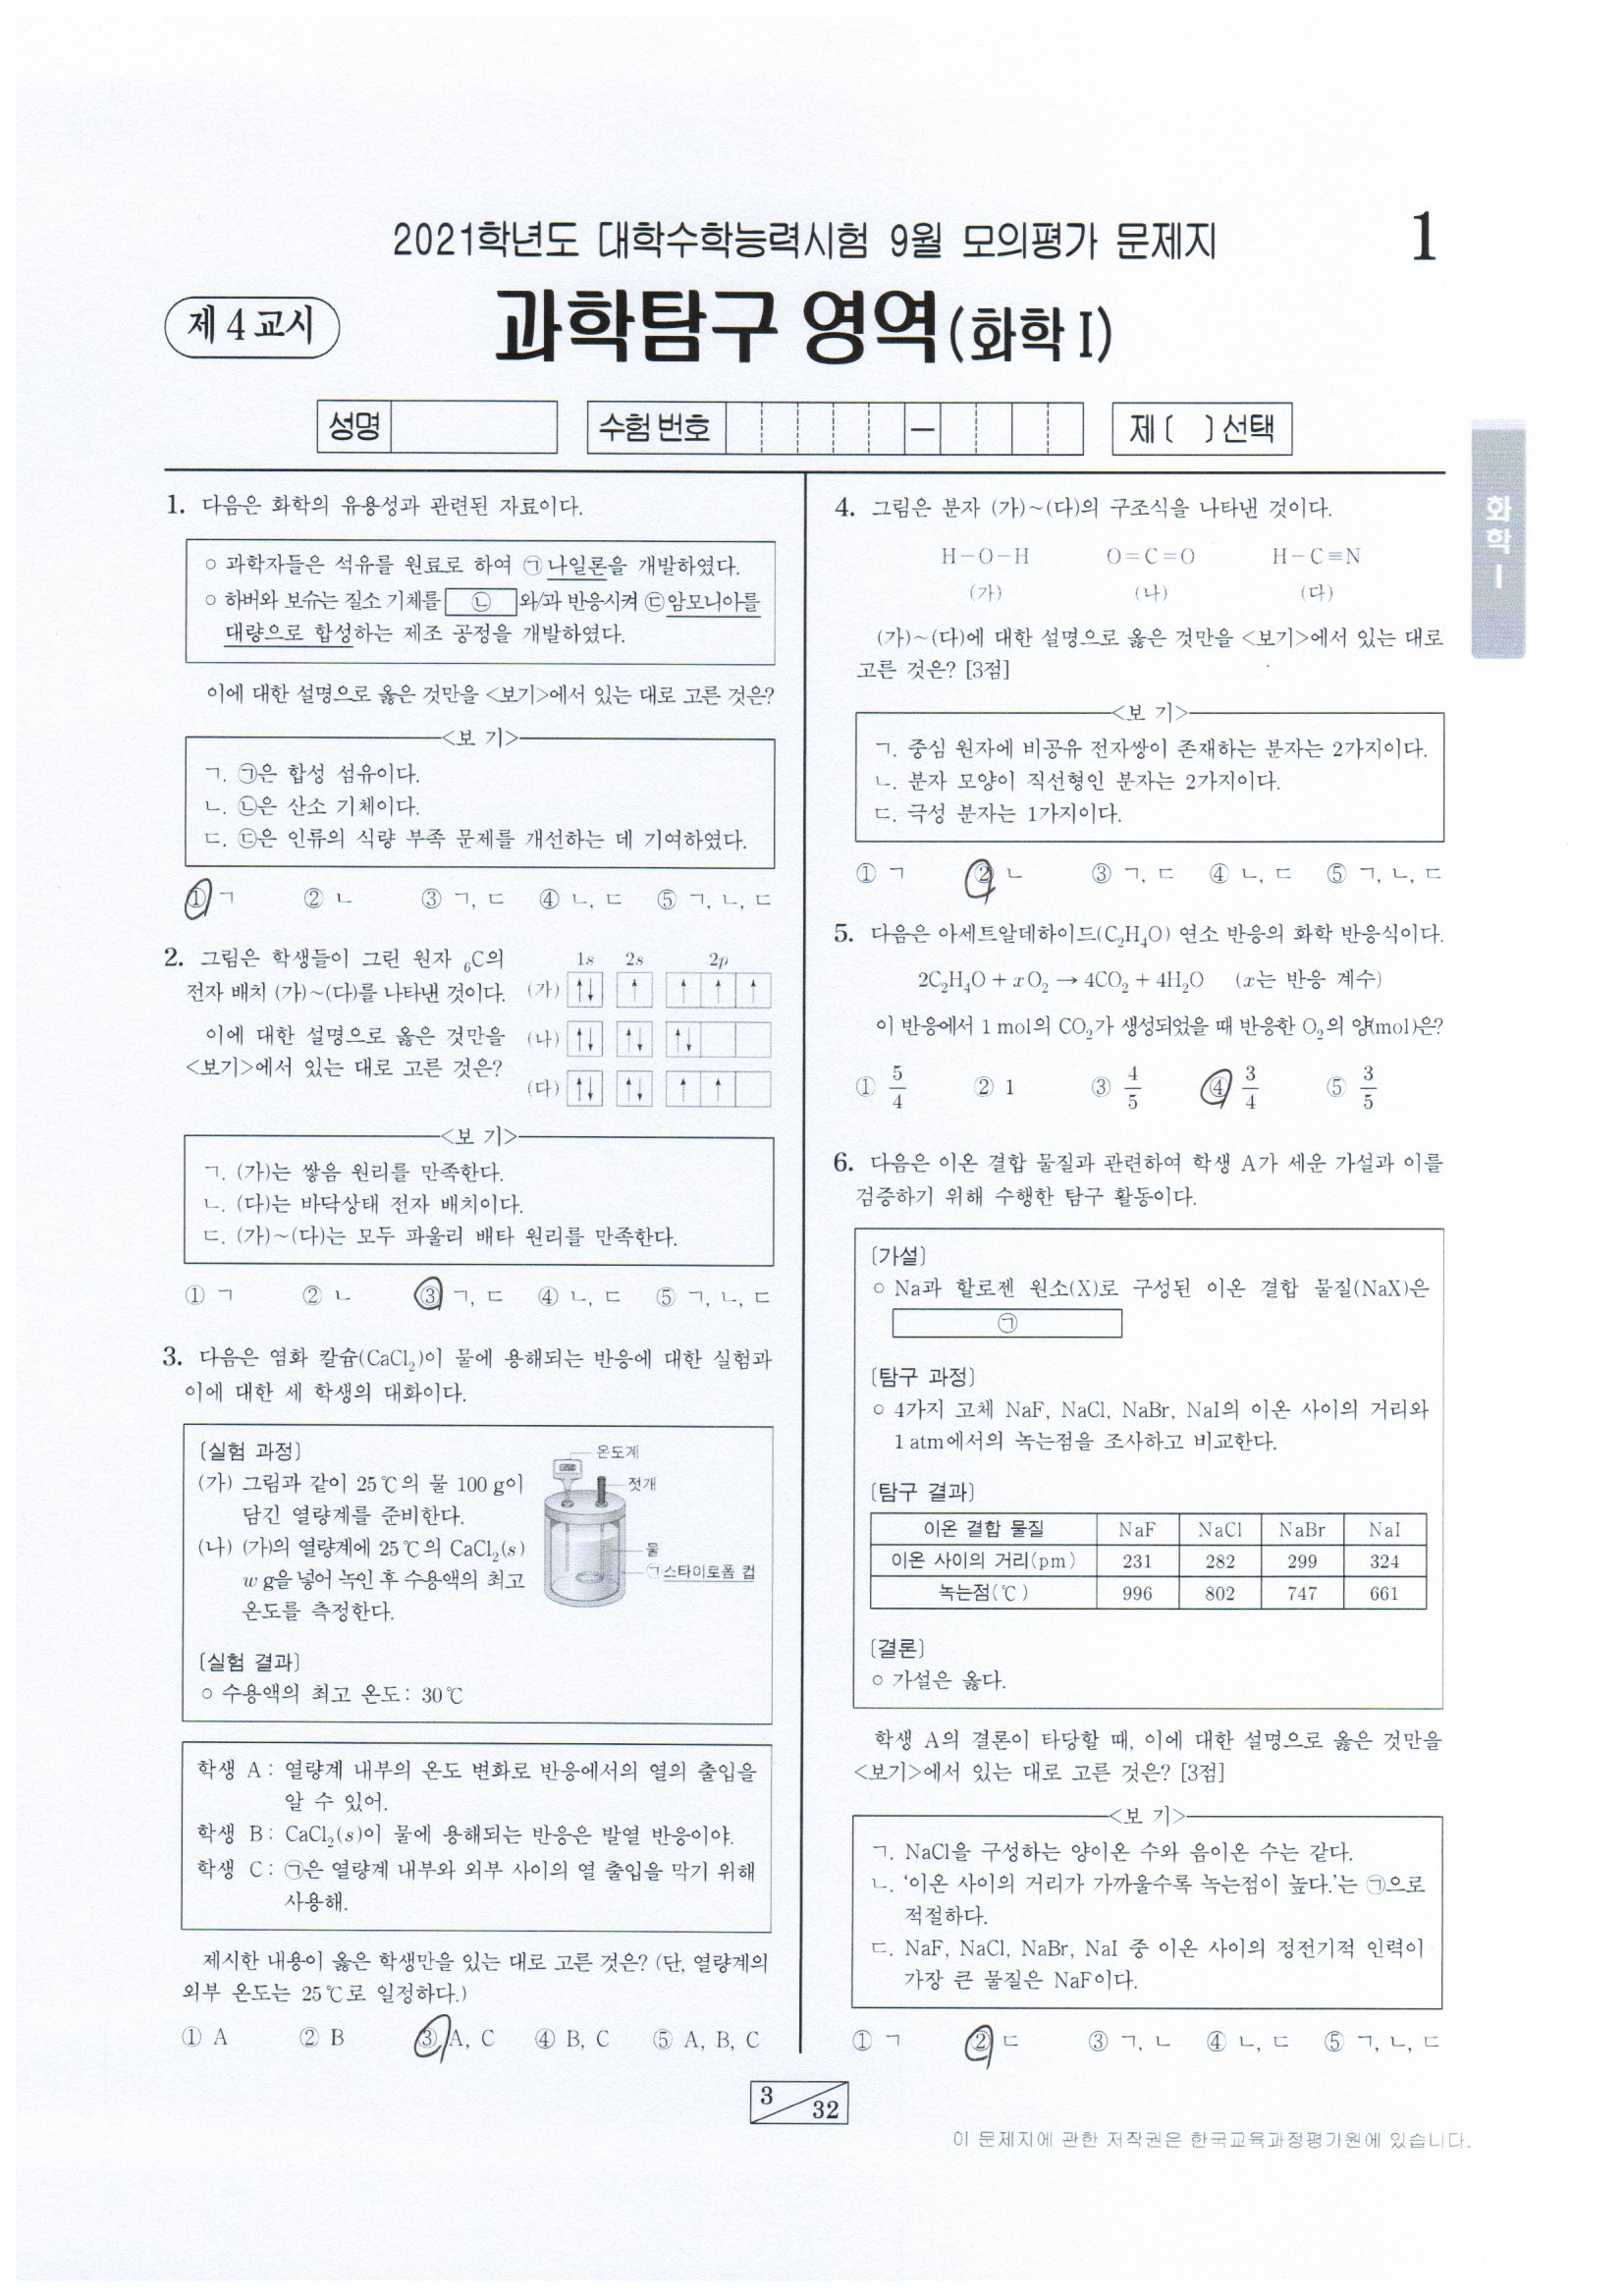 2021학년도 대학수학능력시험 9월 모의평가 문제지
1
제 4 교시
과학탐구 영역(화학 I)
성명
수험 번호
—
제 [ ] 선택
화학 I
1. 다음은 화학의 유용성과 관련된 자료이다.
○ 과학자들은 석유를 원료로 하여 ㉠나일론을 개발하였다.
○ 하버와 보슈는 질소 기체를 ㉡ 와/과 반응시켜 ㉢암모니아를
대량으로 합성하는 제조 공정을 개발하였다.
이에 대한 설명으로 옳은 것만을 <보기>에서 있는 대로 고른 것은?
<보 기>
ㄱ. ㉠은 합성 섬유이다.
ㄴ. ㉡은 산소 기체이다.
ㄷ. ㉢은 인류의 식량 부족 문제를 개선하는 데 기여하였다.
① ㄱ ② ㄴ ③ ㄱ, ㄷ ④ ㄴ, ㄷ ⑤ ㄱ, ㄴ, ㄷ
2. 그림은 학생들이 그린 원자 ₆C의
전자 배치 (가)~(다)를 나타낸 것이다.
이에 대한 설명으로 옳은 것만을
<보기>에서 있는 대로 고른 것은?
1s 2s 2p
(가) ↑↓ ↑ ↑ ↑ ↑
(나) ↑↓ ↑↓ ↑↓
(다) ↑↓ ↑↓ ↑ ↑
<보 기>
ㄱ. (가)는 쌓음 원리를 만족한다.
ㄴ. (다)는 바닥상태 전자 배치이다.
ㄷ. (가)~(다)는 모두 파울리 배타 원리를 만족한다.
① ㄱ ② ㄴ ③ ㄱ, ㄷ ④ ㄴ, ㄷ ⑤ ㄱ, ㄴ, ㄷ
3. 다음은 염화 칼슘(CaCl₂)이 물에 용해되는 반응에 대한 실험과
이에 대한 세 학생의 대화이다.
[실험 과정]
(가) 그림과 같이 25℃의 물 100 g이
담긴 열량계를 준비한다.
(나) (가)의 열량계에 25℃의 CaCl₂(s)
w g을 넣어 녹인 후 수용액의 최고
온도를 측정한다.
온도계
젓개
물
㉠스타이로폼 컵
[실험 결과]
○ 수용액의 최고 온도: 30℃
학생 A: 열량계 내부의 온도 변화로 반응에서의 열의 출입을
알 수 있어.
학생 B: CaCl₂(s)이 물에 용해되는 반응은 발열 반응이야.
학생 C: ㉠은 열량계 내부와 외부 사이의 열 출입을 막기 위해
사용해.
제시한 내용이 옳은 학생만을 있는 대로 고른 것은? (단, 열량계의
외부 온도는 25℃로 일정하다.)
① A ② B ③ A, C ④ B, C ⑤ A, B, C
4. 그림은 분자 (가)~(다)의 구조식을 나타낸 것이다.
H-O-H O=C=O H-C≡N
(가) (나) (다)
(가)~(다)에 대한 설명으로 옳은 것만을 <보기>에서 있는 대로
고른 것은? [3점]
<보 기>
ㄱ. 중심 원자에 비공유 전자쌍이 존재하는 분자는 2가지이다.
ㄴ. 분자 모양이 직선형인 분자는 2가지이다.
ㄷ. 극성 분자는 1가지이다.
① ㄱ ② ㄴ ③ ㄱ, ㄷ ④ ㄴ, ㄷ ⑤ ㄱ, ㄴ, ㄷ
5. 다음은 아세트알데하이드(C₂H₄O) 연소 반응의 화학 반응식이다.
2C₂H₄O + xO₂ → 4CO₂ + 4H₂O (x는 반응 계수)
이 반응에서 1 mol의 CO₂가 생성되었을 때 반응한 O₂의 양(mol)은?
① 5/4 ② 1 ③ 4/5 ④ 3/4 ⑤ 3/5
6. 다음은 이온 결합 물질과 관련하여 학생 A가 세운 가설과 이를
검증하기 위해 수행한 탐구 활동이다.
[가설]
○ Na과 할로젠 원소(X)로 구성된 이온 결합 물질(NaX)은
㉠
[탐구 과정]
○ 4가지 고체 NaF, NaCl, NaBr, NaI의 이온 사이의 거리와
1 atm에서의 녹는점을 조사하고 비교한다.
[탐구 결과]
이온 결합 물질 NaF NaCl NaBr NaI
이온 사이의 거리(pm) 231 282 299 324
녹는점(℃) 996 802 747 661
[결론]
○ 가설은 옳다.
학생 A의 결론이 타당할 때, 이에 대한 설명으로 옳은 것만을
<보기>에서 있는 대로 고른 것은? [3점]
<보 기>
ㄱ. NaCl을 구성하는 양이온 수와 음이온 수는 같다.
ㄴ. '이온 사이의 거리가 가까울수록 녹는점이 높다.'는 ㉠으로
적절하다.
ㄷ. NaF, NaCl, NaBr, NaI 중 이온 사이의 정전기적 인력이
가장 큰 물질은 NaF이다.
① ㄱ ② ㄷ ③ ㄱ, ㄴ ④ ㄴ, ㄷ ⑤ ㄱ, ㄴ, ㄷ
3
32
이 문제지에 관한 저작권은 한국교육과정평가원에 있습니다.